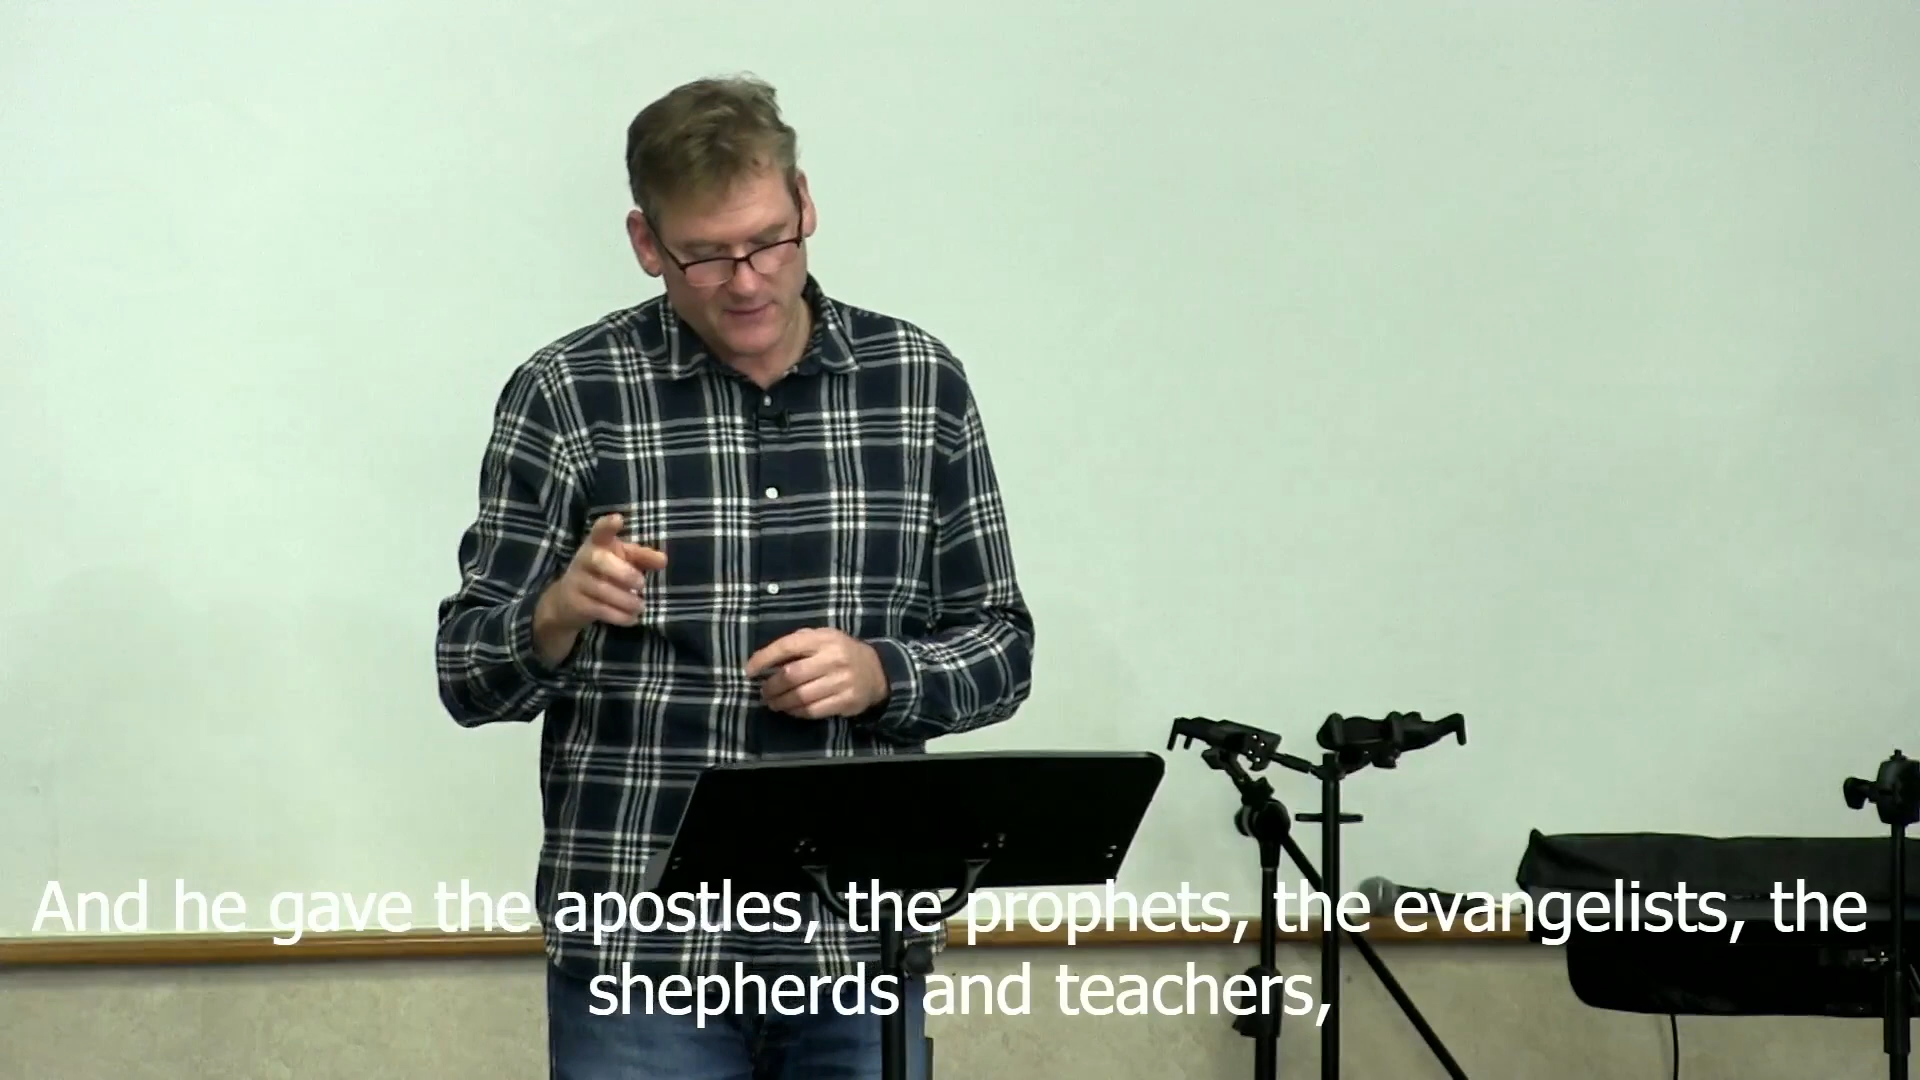 And he gave the apostles, the prophets, the evangelists, the
shepherds and teachers,